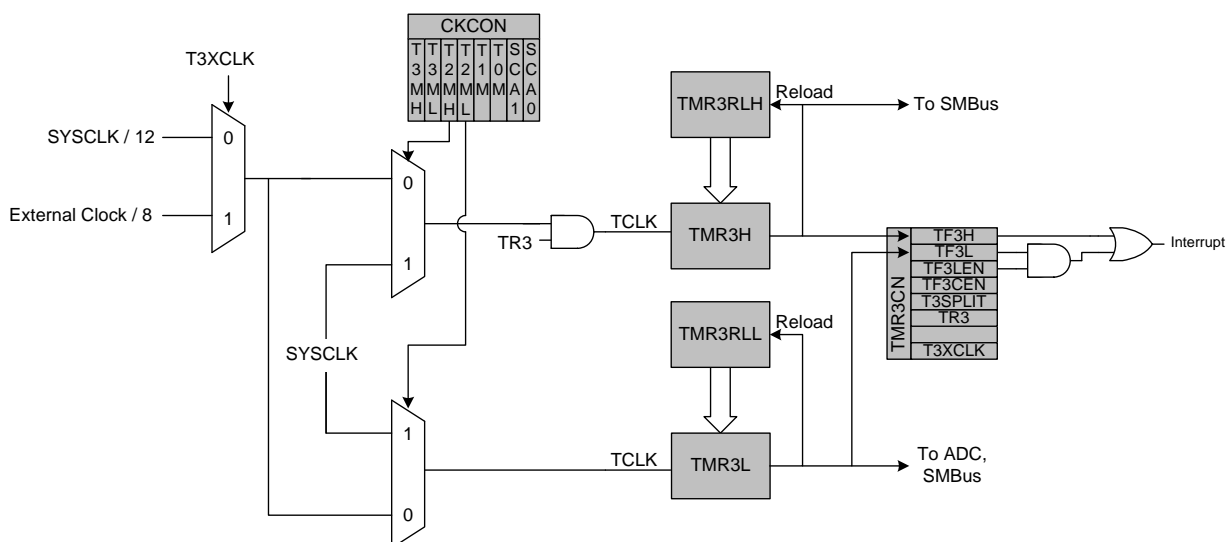 CKCON
T3MH
T3ML
T2MH
T2ML
T1M
T0M
SCA1
SCA0
T3XCLK
SYSCLK / 12
0
External Clock / 8
1
0
1
TR3
TCLK
TMR3RLH
Reload
To SMBus
TMR3H
TMR3CN
TF3H
TF3L
TF3LEN
TF3CEN
T3SPLIT
TR3
T3XCLK
Interrupt
SYSCLK
1
0
TCLK
TMR3RLL
Reload
TMR3L
To ADC,
SMBus